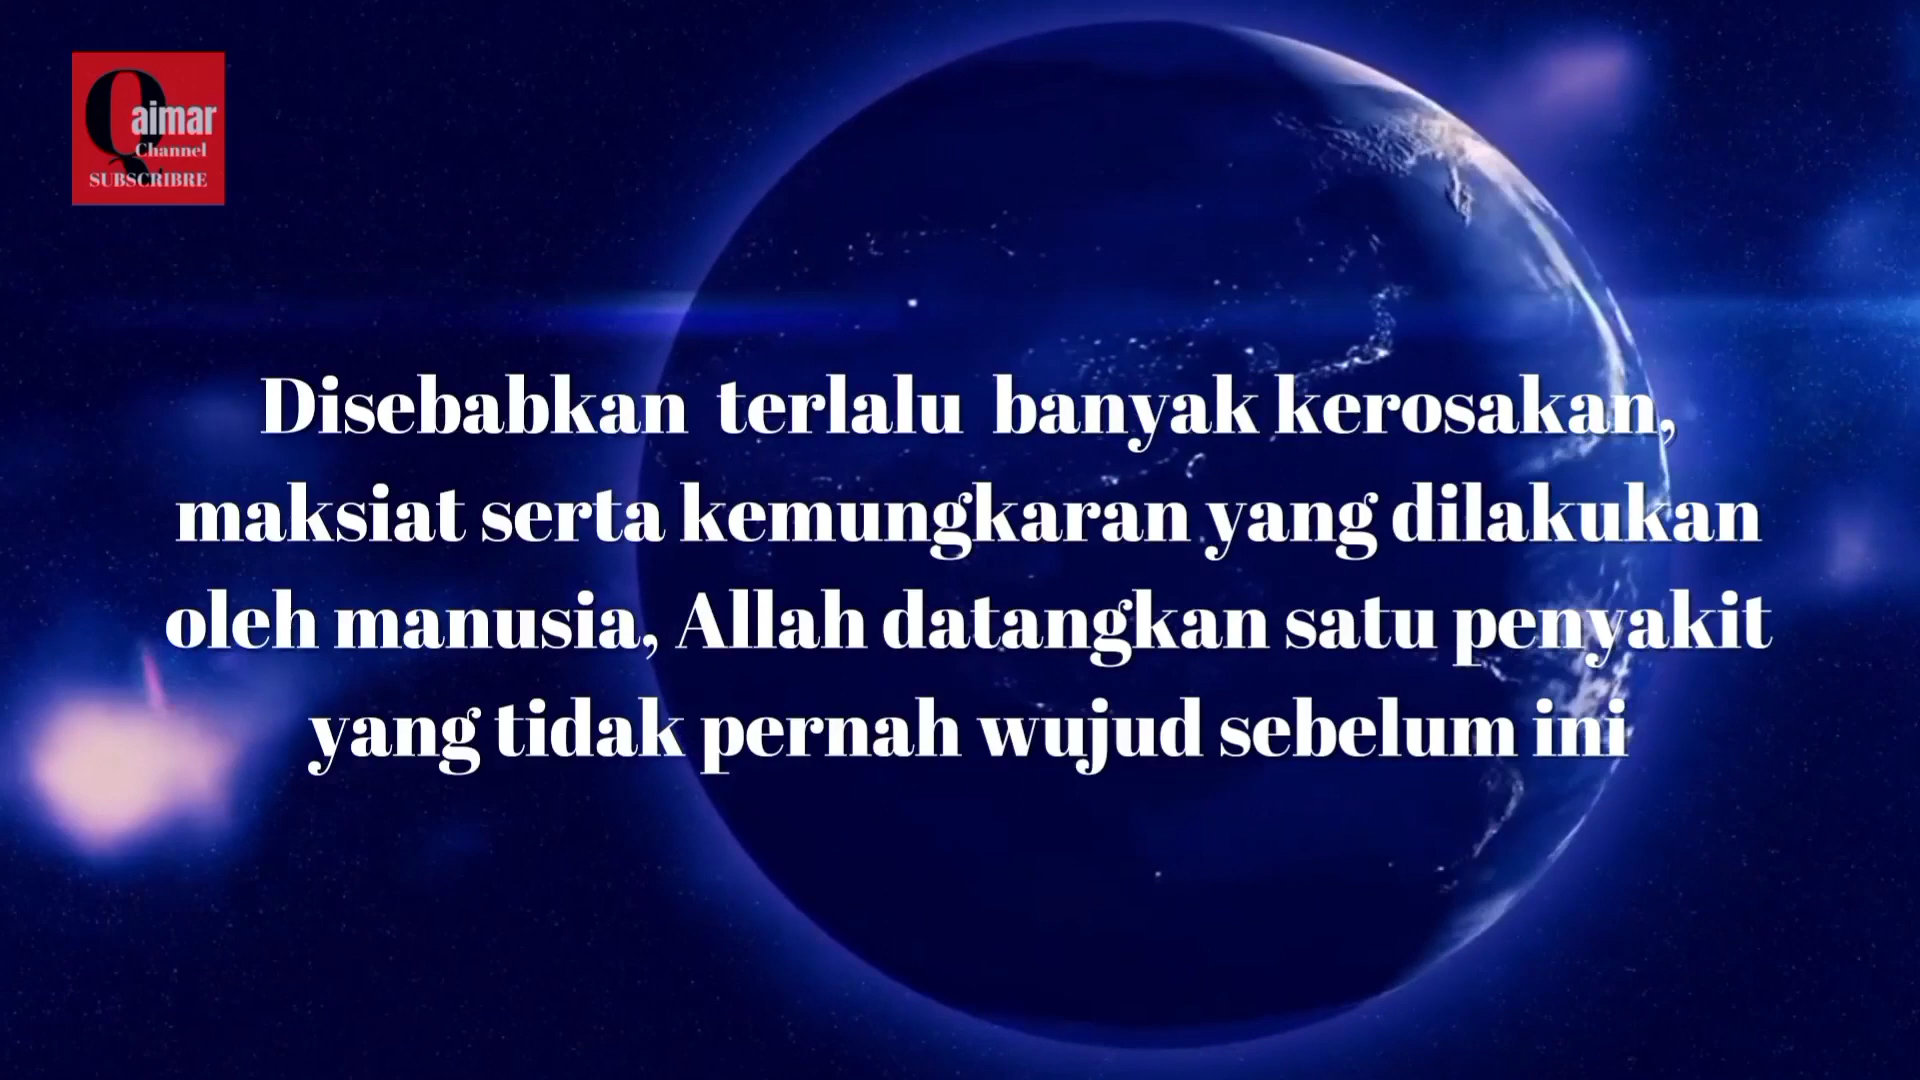 Qaimar
Channel
SUBSCRIBRE
Disebabkan terlalu banyak kerosakan,
maksiat serta kemungkaran yang dilakukan
oleh manusia, Allah datangkan satu penyakit
yang tidak pernah wujud sebelum ini